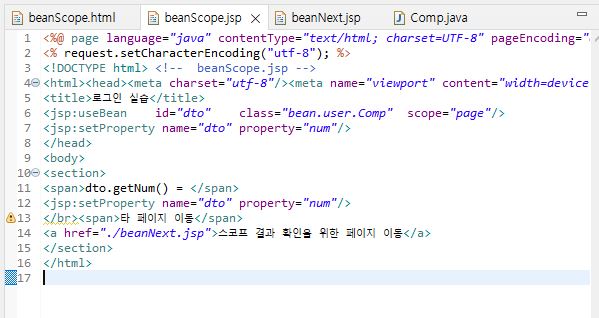 beanScope.html beanScope.jsp beanNext.jsp Comp.java
1 <%@ page language="java" contentType="text/html; charset=UTF-8" pageEncoding="
2 <% request.setCharacterEncoding("utf-8"); %>
3 <!DOCTYPE html> <!--  beanScope.jsp -->
4 <html><head><meta charset="utf-8"/><meta name="viewport" content="width=device
5 <title>로그인 실습</title>
6 <jsp:useBean    id="dto"    class="bean.user.Comp"  scope="page"/>
7 <jsp:setProperty name="dto" property="num"/>
8 </head>
9 <body>
10 <section>
11 <span>dto.getNum() = </span>
12 <jsp:setProperty name="dto" property="num"/>
13 </br><span>타 페이지 이동</span>
14 <a href="./beanNext.jsp">스코프 결과 확인을 위한 페이지 이동</a>
15 </section>
16 </html>
17